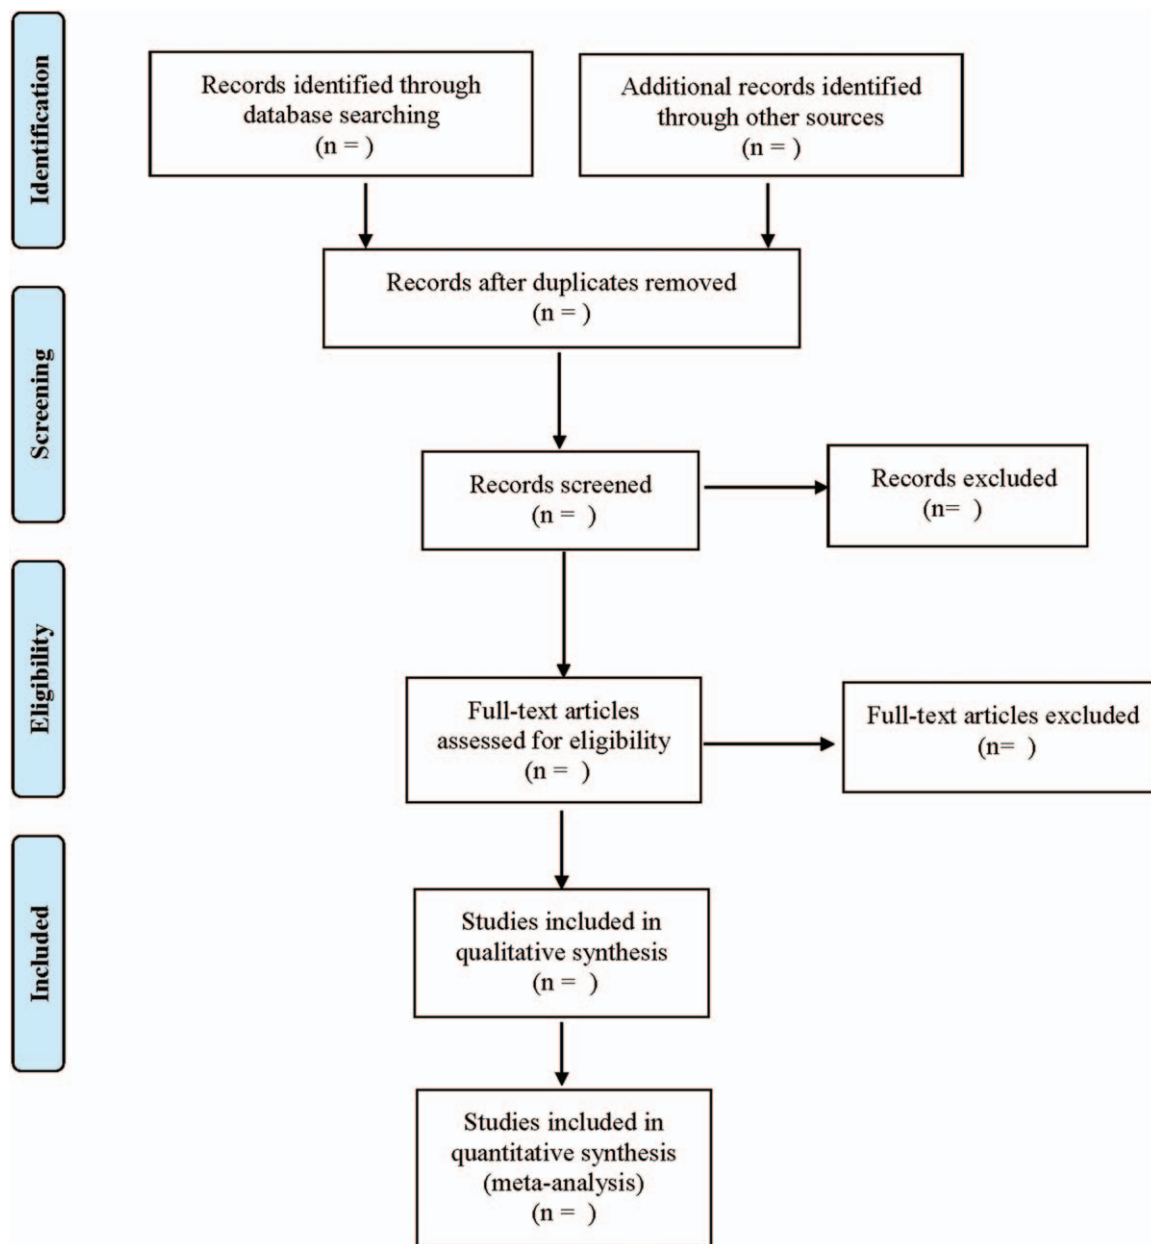 Identification
Records identified through
database searching
(n = )
Additional records identified
through other sources
(n = )
Records after duplicates removed
(n = )
Screening
Records screened
(n =  )
Records excluded
(n=  )
Eligibility
Full-text articles
assessed for eligibility
(n =  )
Full-text articles excluded
(n=  )
Included
Studies included in
qualitative synthesis
(n =  )
Studies included in
quantitative synthesis
(meta-analysis)
(n =  )